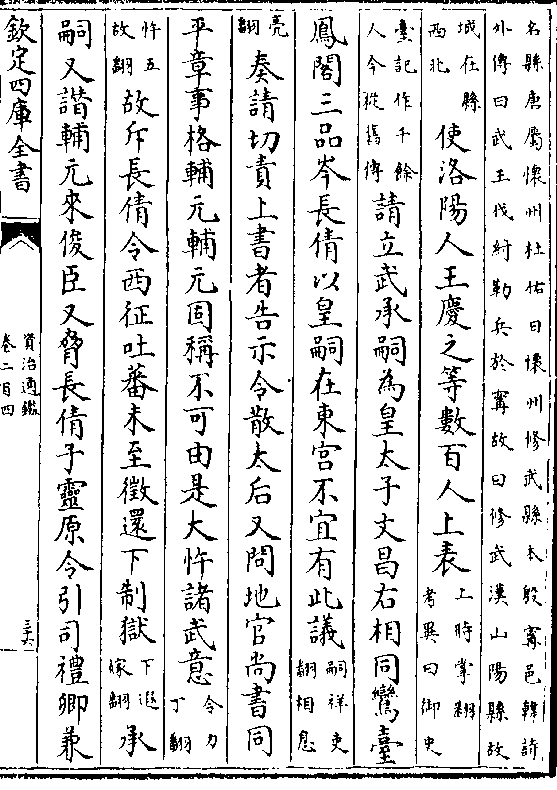 名縣唐屬懷州杜佑曰懷州修武縣本殷甯邑韓詩
外傳曰武王伐紂勒兵於甯故曰修武漢山陽縣故
城在縣西北使洛陽人王慶之等數百人上表上時掌翻考異曰御史
臺記作千餘人今從舊傳請立武承嗣為皇太子文昌右相同鸞臺
鳳閣三品岑長倩以皇嗣在東宮不宜有此議嗣祥吏翻相息
亮翻奏請切責上書者告示令散太后又問地官尚書同
平章事格輔元輔元固稱不可由是大忤諸武意令力丁翻
忤五故翻故斥長倩令西征吐蕃未至徵還下制獄下遐嫁翻承
嗣又譖輔元來俊臣又脅長倩子靈原令引司禮卿兼
欽定四庫全書
資治通鑑
卷二百四